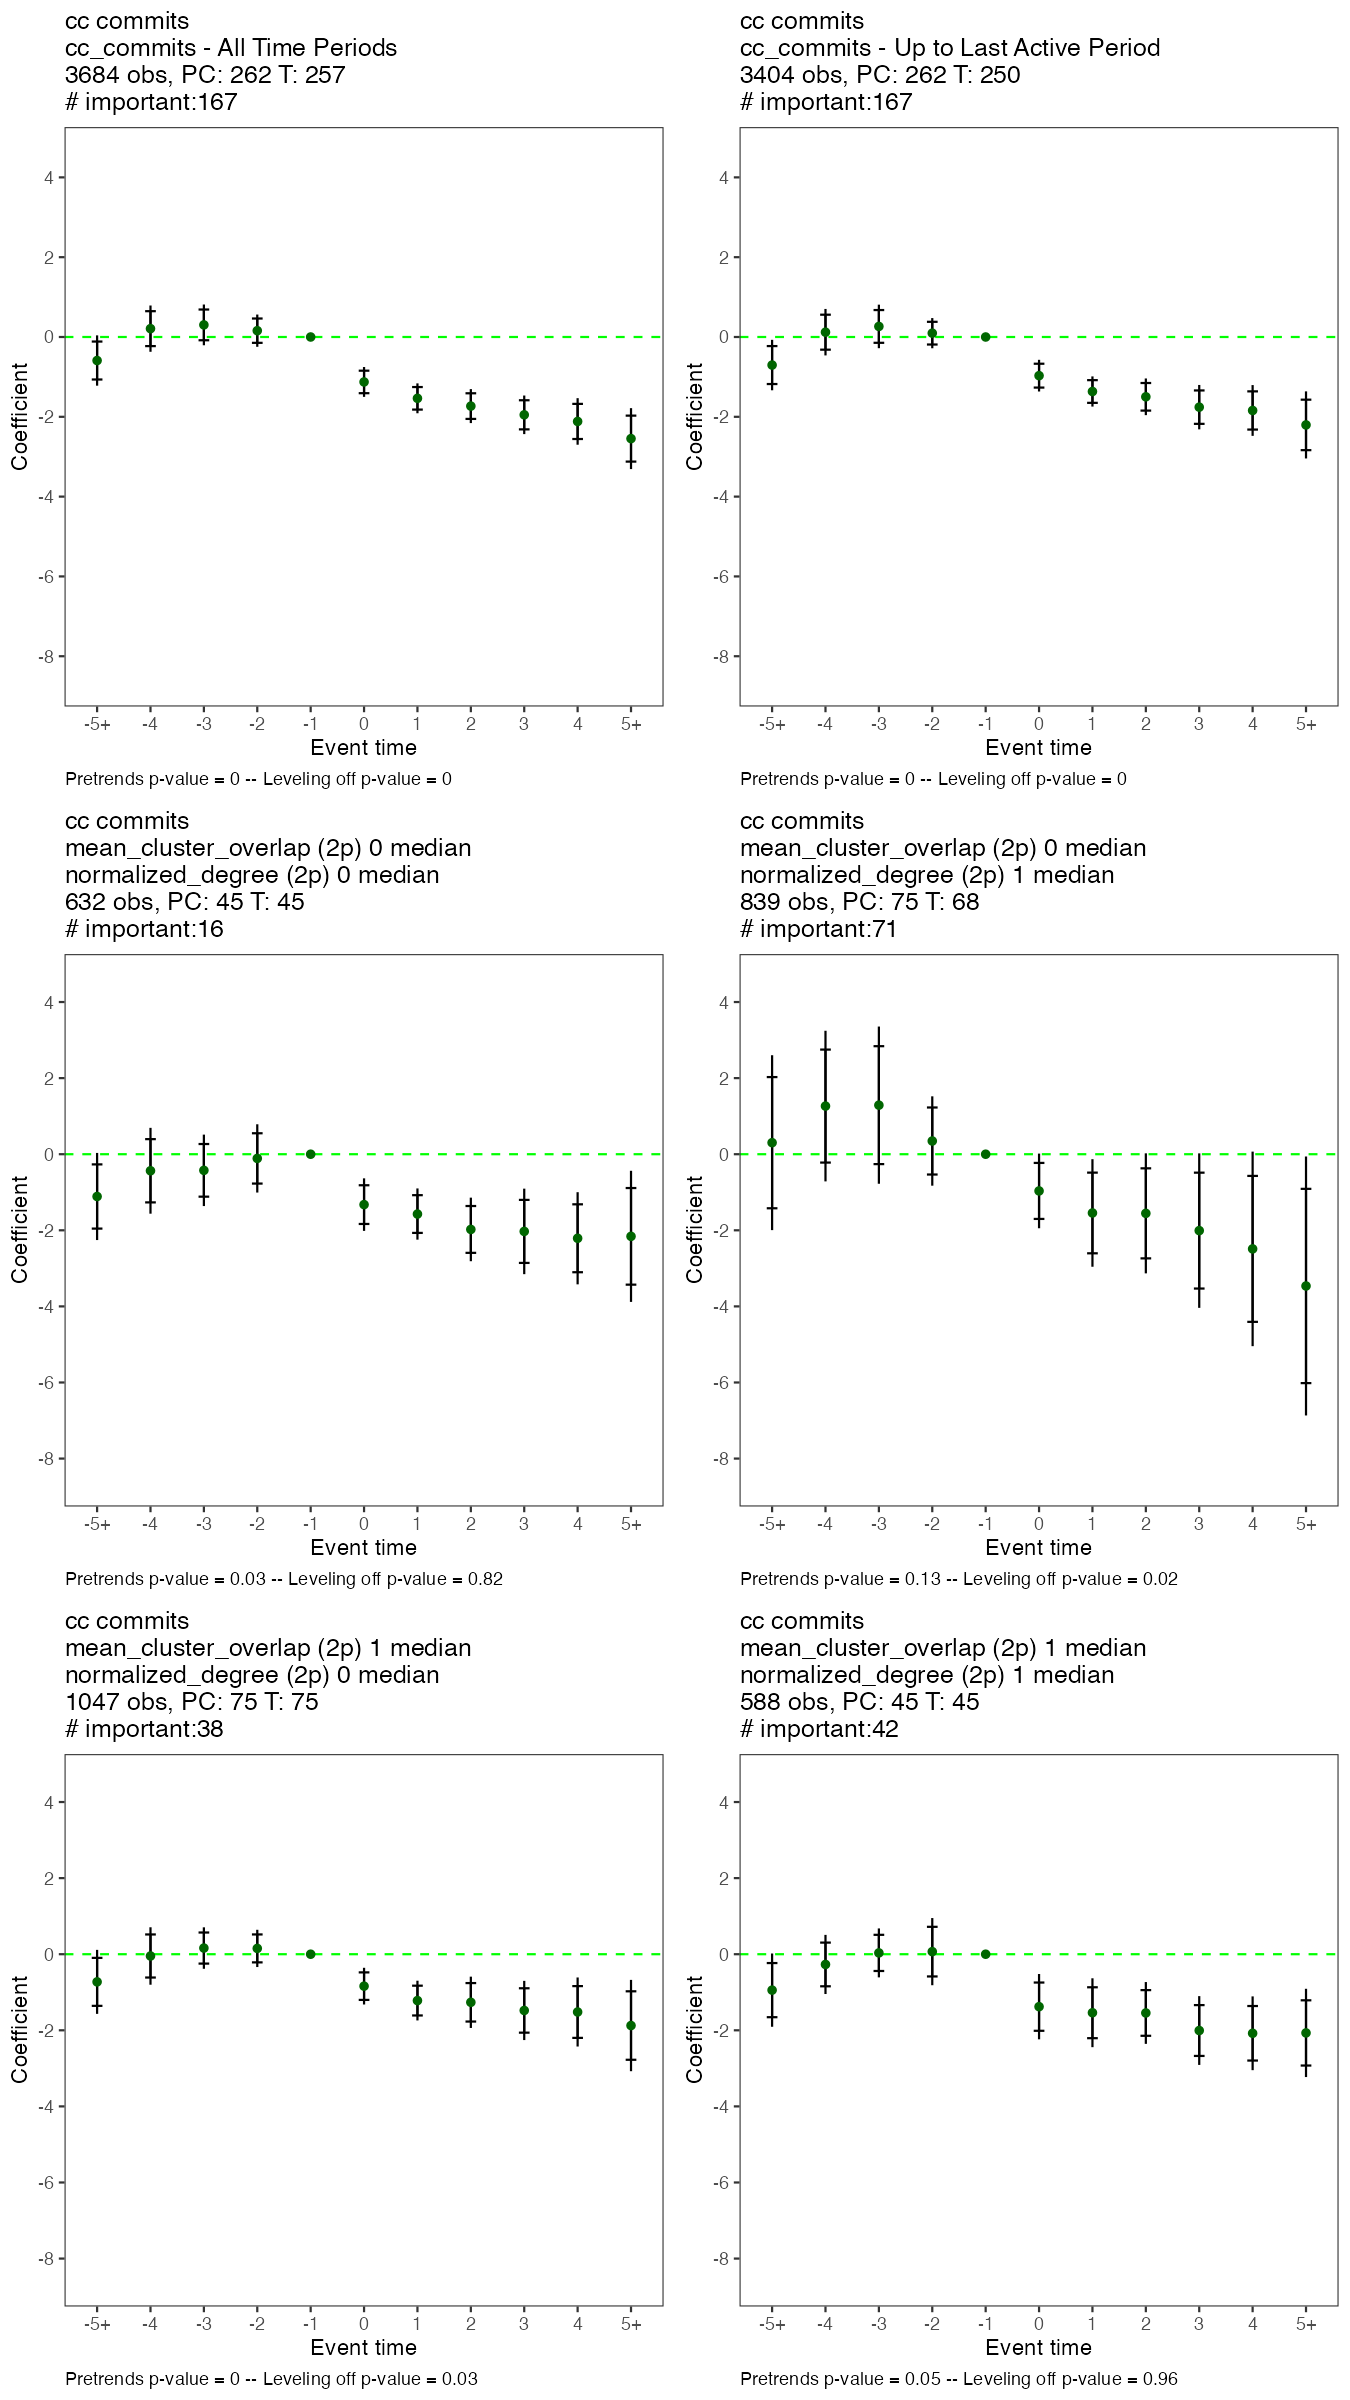 cc commits
cc_commits - All Time Periods
3684 obs, PC: 262 T: 257
# important:167
4
2
0
-2
-4
-6
-8
Coefficient
-5+ -4 -3 -2 -1 0 1 2 3 4 5+
Event time
Pretrends p-value = 0 -- Leveling off p-value = 0
cc commits
cc_commits - Up to Last Active Period
3404 obs, PC: 262 T: 250
# important:167
4
2
0
-2
-4
-6
-8
Coefficient
-5+ -4 -3 -2 -1 0 1 2 3 4 5+
Event time
Pretrends p-value = 0 -- Leveling off p-value = 0
cc commits
mean_cluster_overlap (2p) 0 median
normalized_degree (2p) 0 median
632 obs, PC: 45 T: 45
# important:16
4
2
0
-2
-4
-6
-8
Coefficient
-5+ -4 -3 -2 -1 0 1 2 3 4 5+
Event time
Pretrends p-value = 0.03 -- Leveling off p-value = 0.82
cc commits
mean_cluster_overlap (2p) 0 median
normalized_degree (2p) 1 median
839 obs, PC: 75 T: 68
# important:71
4
2
0
-2
-4
-6
-8
Coefficient
-5+ -4 -3 -2 -1 0 1 2 3 4 5+
Event time
Pretrends p-value = 0.13 -- Leveling off p-value = 0.02
cc commits
mean_cluster_overlap (2p) 1 median
normalized_degree (2p) 0 median
1047 obs, PC: 75 T: 75
# important:38
4
2
0
-2
-4
-6
-8
Coefficient
-5+ -4 -3 -2 -1 0 1 2 3 4 5+
Event time
Pretrends p-value = 0 -- Leveling off p-value = 0.03
cc commits
mean_cluster_overlap (2p) 1 median
normalized_degree (2p) 1 median
588 obs, PC: 45 T: 45
# important:42
4
2
0
-2
-4
-6
-8
Coefficient
-5+ -4 -3 -2 -1 0 1 2 3 4 5+
Event time
Pretrends p-value = 0.05 -- Leveling off p-value = 0.96